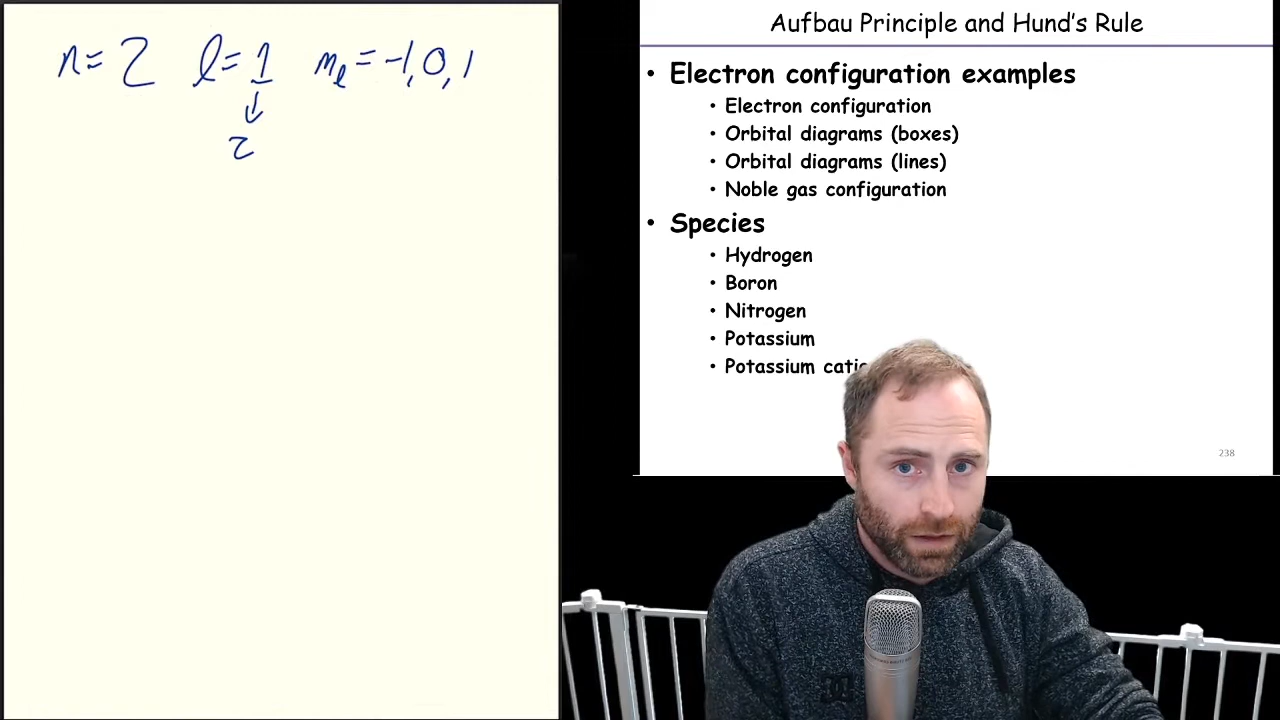 n = 2 l = 1 mₗ = -1, 0, 1
↓
2
Aufbau Principle and Hund's Rule
• Electron configuration examples
• Electron configuration
• Orbital diagrams (boxes)
• Orbital diagrams (lines)
• Noble gas configuration
• Species
• Hydrogen
• Boron
• Nitrogen
• Potassium
• Potassium
238